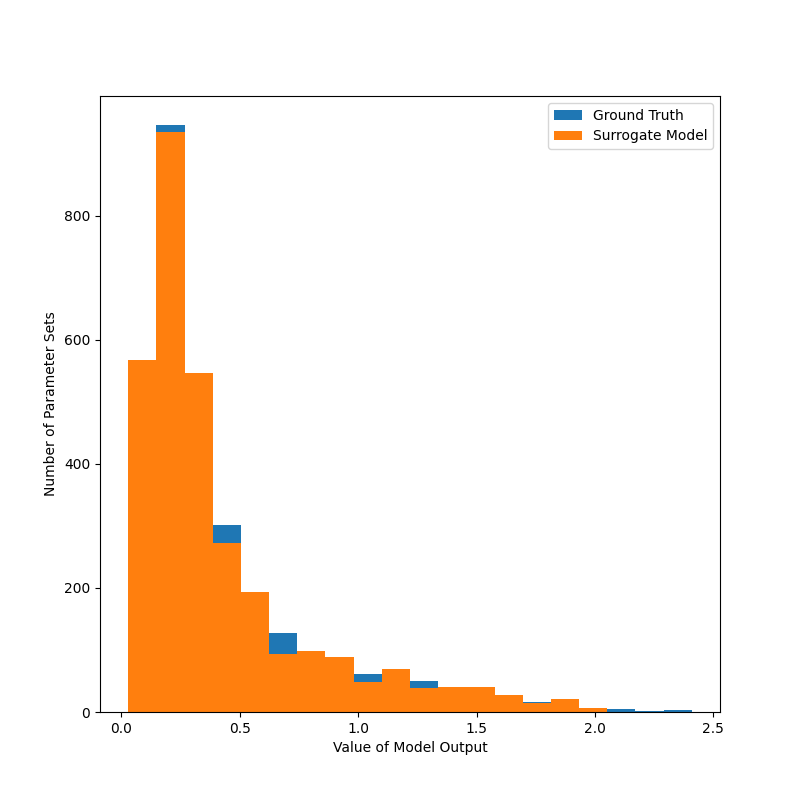 Ground Truth
Surrogate Model
800
600
400
200
0
Number of Parameter Sets
0.0 0.5 1.0 1.5 2.0 2.5
Value of Model Output